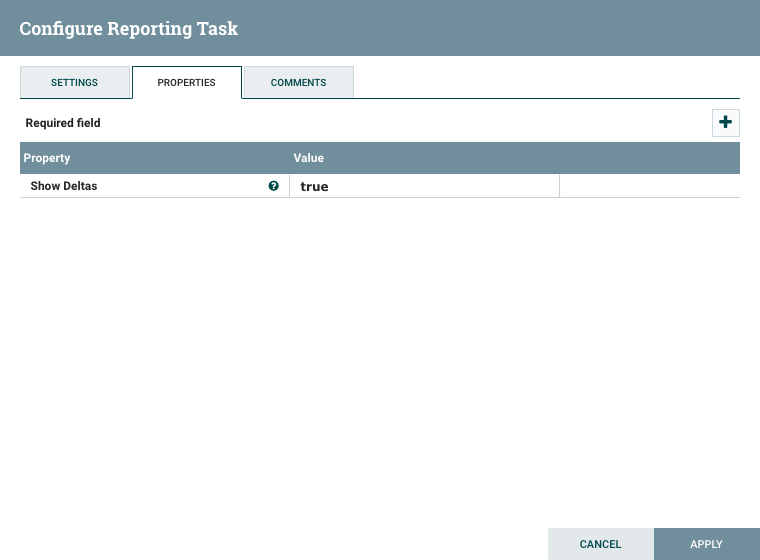 Configure Reporting Task
SETTINGS PROPERTIES COMMENTS
Required field
Property Value
Show Deltas true
CANCEL APPLY